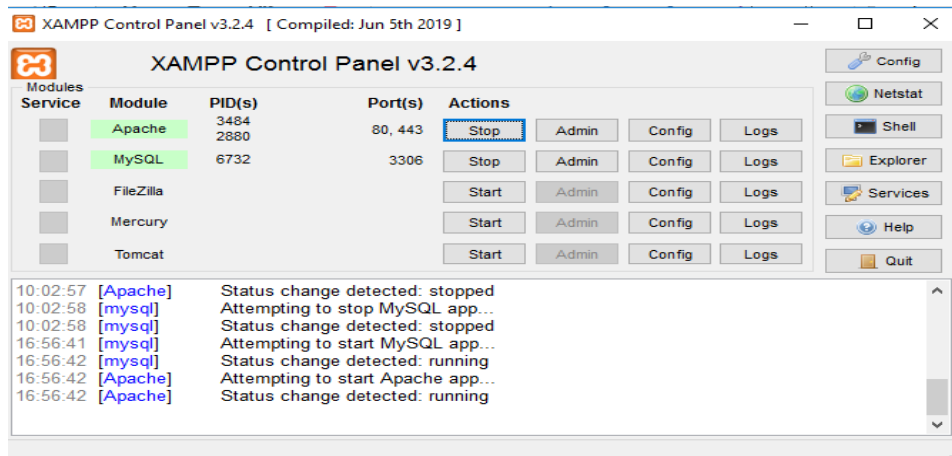 XAMPP Control Panel v3.2.4 [ Compiled: Jun 5th 2019 ]
XAMPP Control Panel v3.2.4
Config
Modules
Service Module PID(s) Port(s) Actions
Netstat
Apache 3484 2880 80, 443 Stop Admin Config Logs
Shell
MySQL 6732 3306 Stop Admin Config Logs
Explorer
FileZilla Start Admin Config Logs
Services
Mercury Start Admin Config Logs
Help
Tomcat Start Admin Config Logs
Quit
10:02:57 [Apache] Status change detected: stopped
10:02:58 [mysql] Attempting to stop MySQL app...
10:02:58 [mysql] Status change detected: stopped
16:56:41 [mysql] Attempting to start MySQL app...
16:56:42 [mysql] Status change detected: running
16:56:42 [Apache] Attempting to start Apache app...
16:56:42 [Apache] Status change detected: running